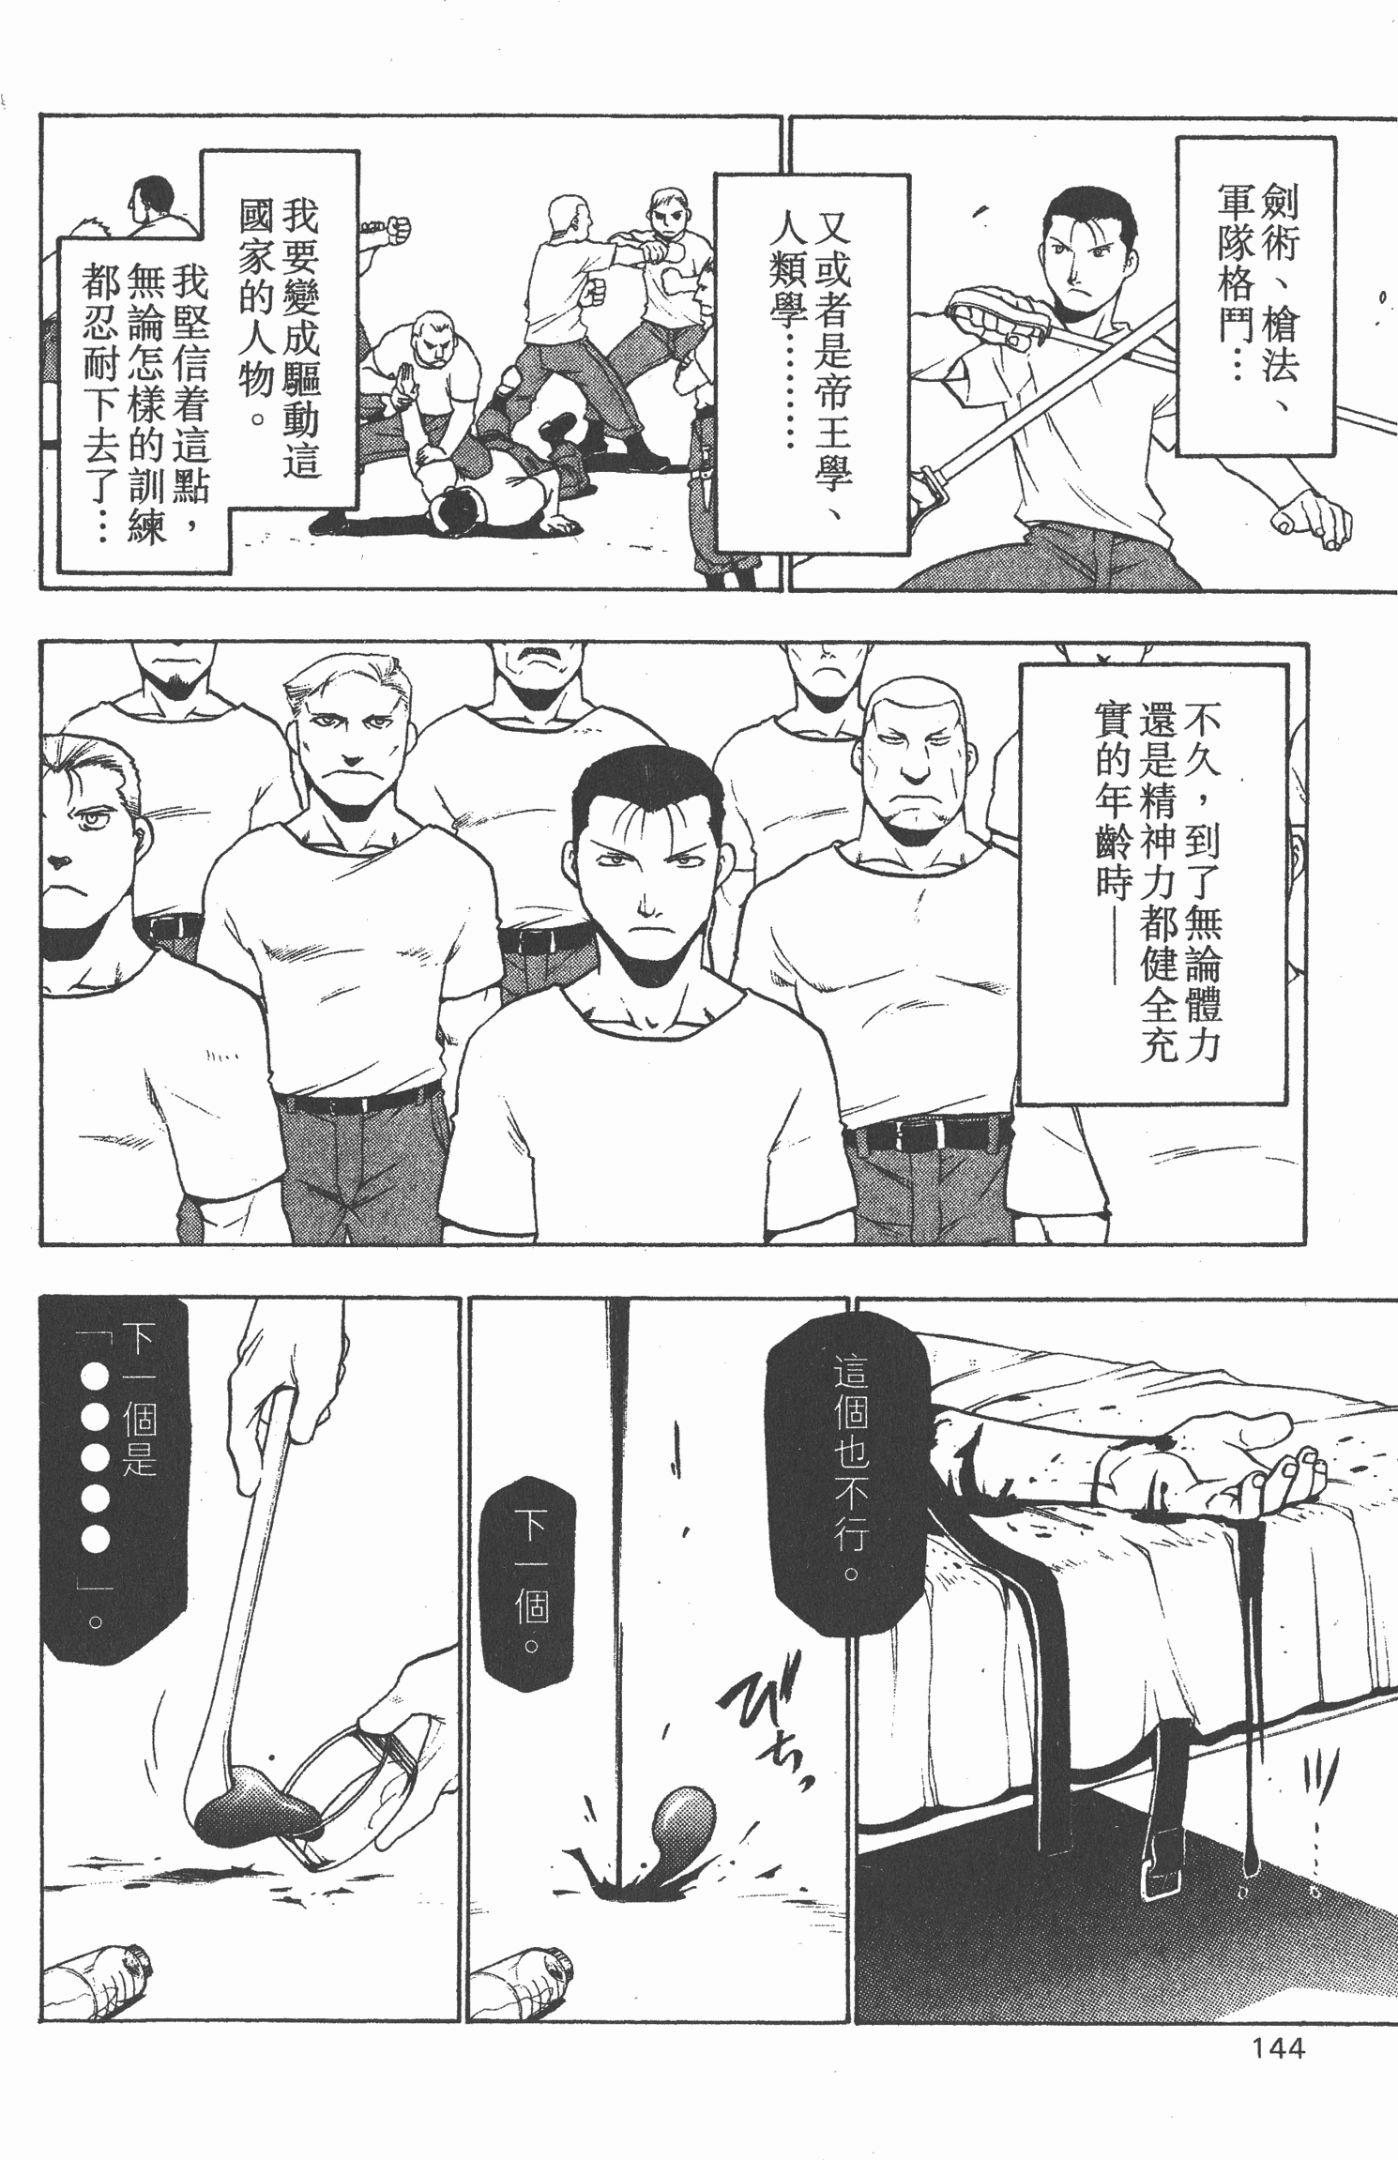 劍術、槍法、
軍隊格鬥…
又或者是帝王學、
人類學………
我要變成驅動這
國家的人物。
我堅信着這點，
無論怎樣的訓練
都忍耐下去了…
不久，到了無論體力
還是精神力都健全充
實的年齡時——
這個也不行。
びちっ
下一個。
下一個是
「●●●●●」。
144